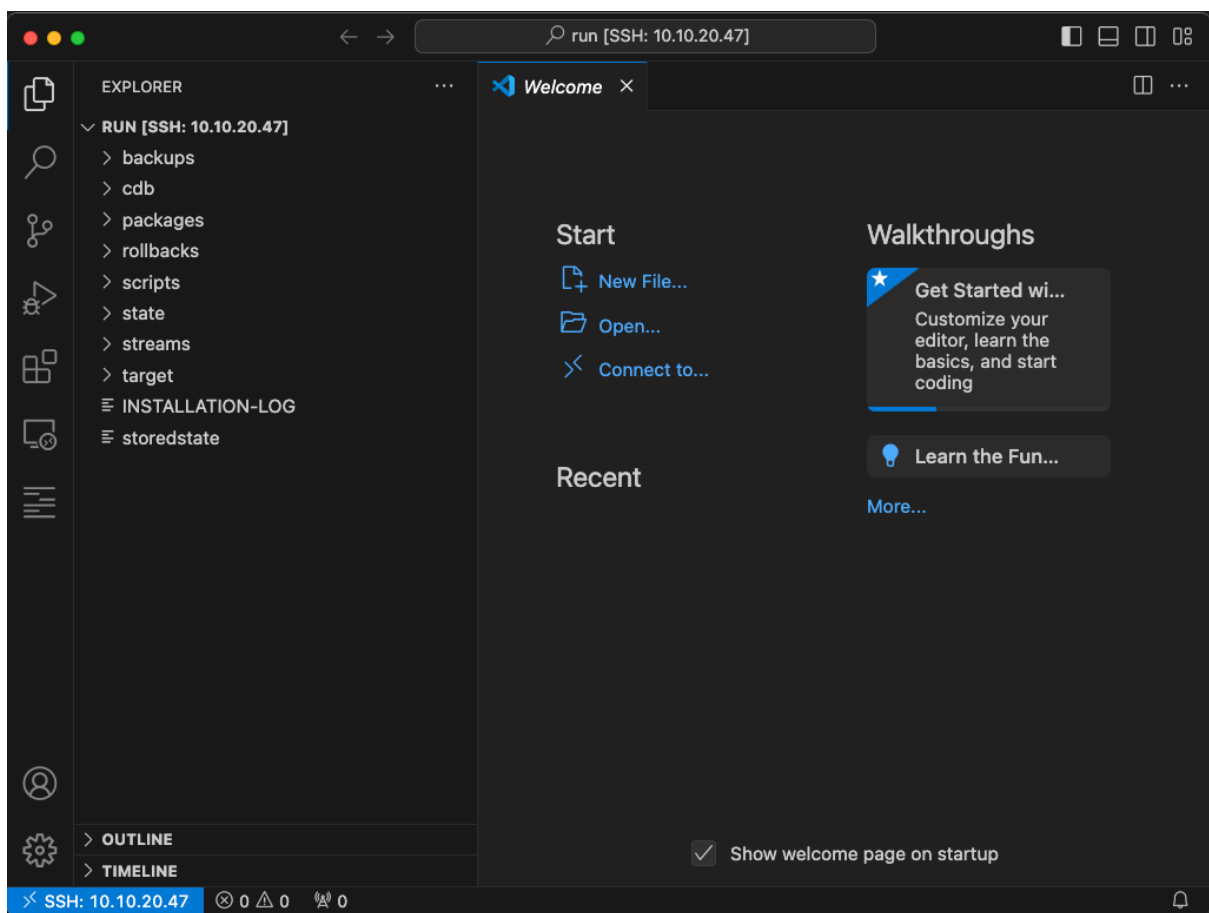 run [SSH: 10.10.20.47]
EXPLORER
Welcome
RUN [SSH: 10.10.20.47]
backups
cdb
packages
rollbacks
scripts
state
streams
target
INSTALLATION-LOG
storedstate
Start
New File...
Open...
Connect to...
Recent
Walkthroughs
Get Started wi...
Customize your
editor, learn the
basics, and start
coding
Learn the Fun...
More...
Show welcome page on startup
OUTLINE
TIMELINE
SSH: 10.10.20.47 0 0 0